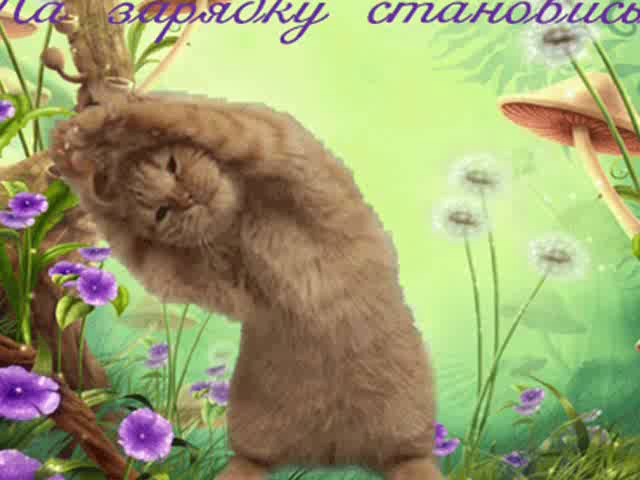 На зарядку становись